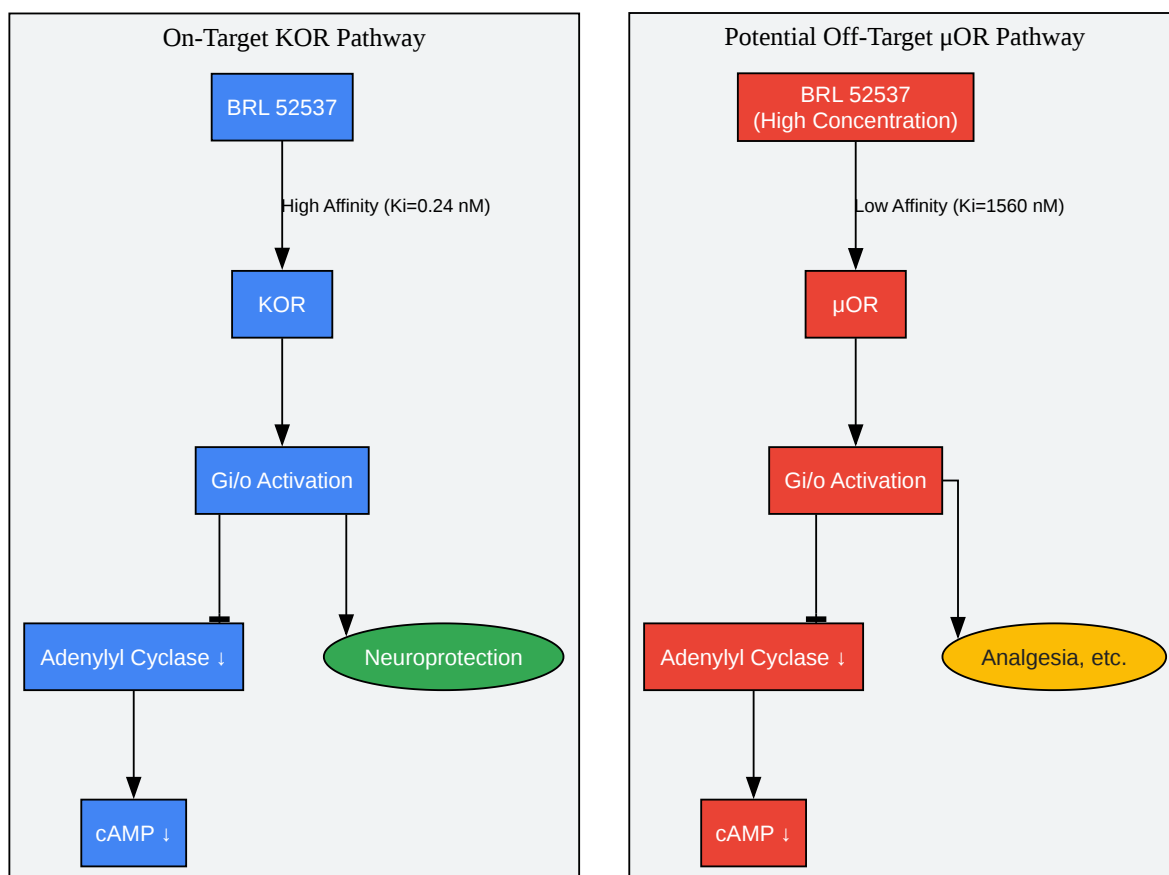 On-Target KOR Pathway
BRL 52537
High Affinity (Ki=0.24 nM)
KOR
Gi/o Activation
Adenylyl Cyclase ↓
Neuroprotection
cAMP ↓
Potential Off-Target μOR Pathway
BRL 52537
(High Concentration)
Low Affinity (Ki=1560 nM)
μOR
Gi/o Activation
Adenylyl Cyclase ↓
Analgesia, etc.
cAMP ↓